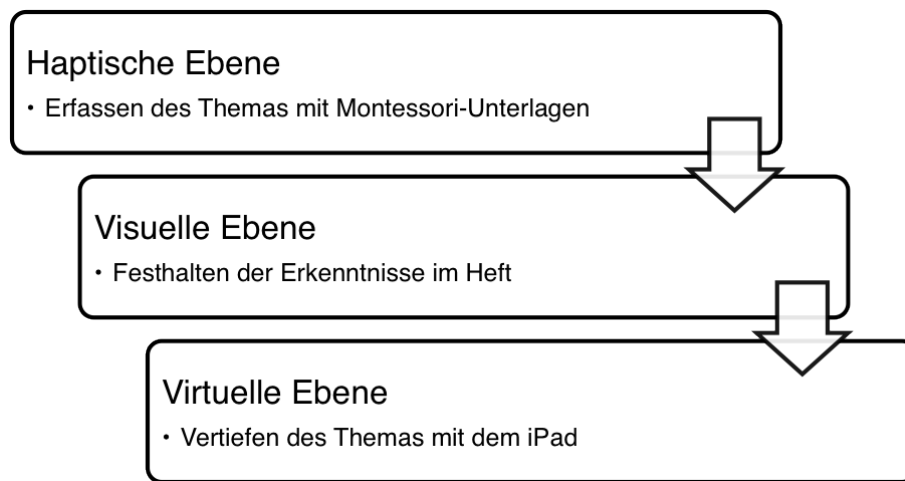 Haptische Ebene
• Erfassen des Themas mit Montessori-Unterlagen
Visuelle Ebene
• Festhalten der Erkenntnisse im Heft
Virtuelle Ebene
• Vertiefen des Themas mit dem iPad